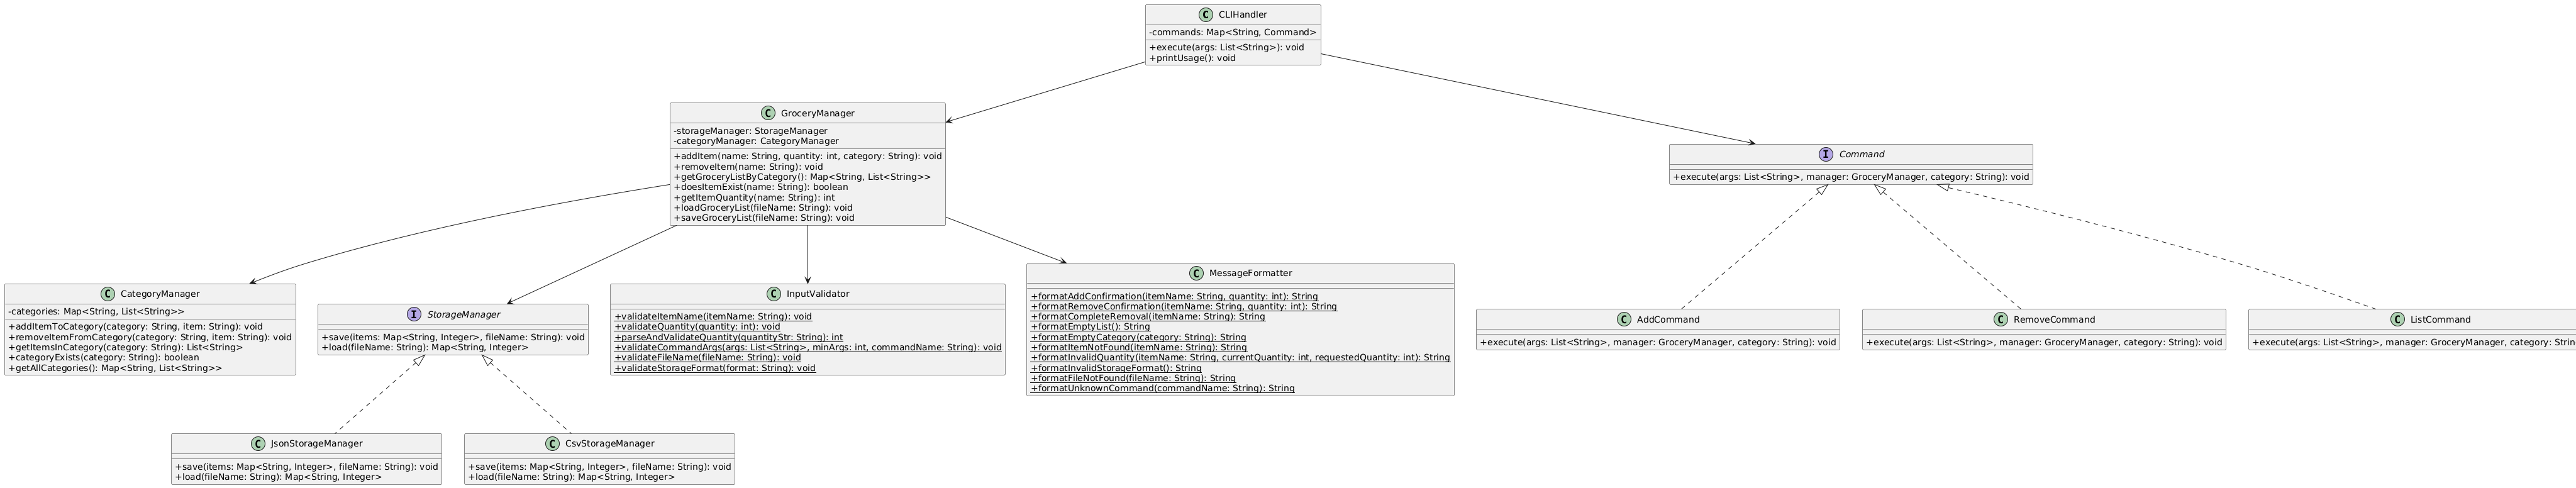 C CLIHandler
-commands: Map<String, Command>
+execute(args: List<String>): void
+printUsage(): void
C GroceryManager
-storageManager: StorageManager
-categoryManager: CategoryManager
+addItem(name: String, quantity: int, category: String): void
+removeItem(name: String): void
+getGroceryListByCategory(): Map<String, List<String>>
+doesItemExist(name: String): boolean
+getItemQuantity(name: String): int
+loadGroceryList(fileName: String): void
+saveGroceryList(fileName: String): void
I Command
+execute(args: List<String>, manager: GroceryManager, category: String): void
C CategoryManager
-categories: Map<String, List<String>>
+addItemToCategory(category: String, item: String): void
+removeItemFromCategory(category: String, item: String): void
+getItemsInCategory(category: String): List<String>
+categoryExists(category: String): boolean
+getAllCategories(): Map<String, List<String>>
I StorageManager
+save(items: Map<String, Integer>, fileName: String): void
+load(fileName: String): Map<String, Integer>
C InputValidator
+validateItemName(itemName: String): void
+validateQuantity(quantity: int): void
+parseAndValidateQuantity(quantityStr: String): int
+validateCommandArgs(args: List<String>, minArgs: int, commandName: String): void
+validateFileName(fileName: String): void
+validateStorageFormat(format: String): void
C MessageFormatter
+formatAddConfirmation(itemName: String, quantity: int): String
+formatRemoveConfirmation(itemName: String, quantity: int): String
+formatCompleteRemoval(itemName: String): String
+formatEmptyList(): String
+formatEmptyCategory(category: String): String
+formatItemNotFound(itemName: String): String
+formatInvalidQuantity(itemName: String, currentQuantity: int, requestedQuantity: int): String
+formatInvalidStorageFormat(): String
+formatFileNotFound(fileName: String): String
+formatUnknownCommand(commandName: String): String
C AddCommand
+execute(args: List<String>, manager: GroceryManager, category: String): void
C RemoveCommand
+execute(args: List<String>, manager: GroceryManager, category: String): void
C ListCommand
+execute(args: List<String>, manager: GroceryManager, category: Strin
C JsonStorageManager
+save(items: Map<String, Integer>, fileName: String): void
+load(fileName: String): Map<String, Integer>
C CsvStorageManager
+save(items: Map<String, Integer>, fileName: String): void
+load(fileName: String): Map<String, Integer>